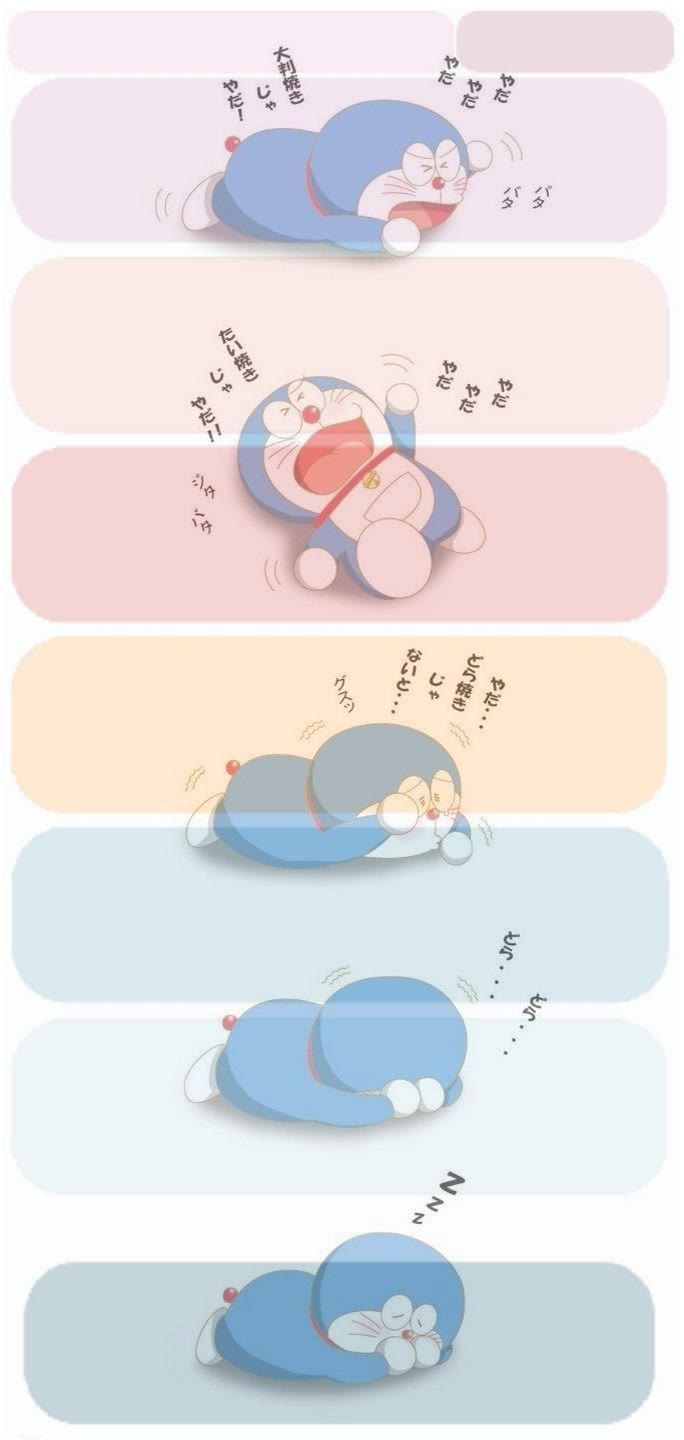 やだ
やだ
やだ
大判焼き
じゃ
やだ!
バタ
バタ
やだ
やだ
やだ
たい焼き
じゃ
やだ!!
ジタ
バタ
やだ・・・
どら焼き
じゃ
ないと・・・
グスッ
どら・・・・
どら・・・・
z z Z